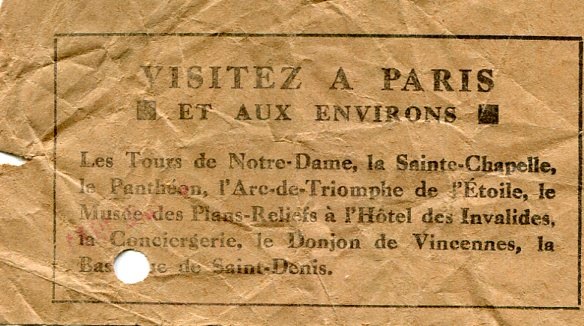 VISITEZ A PARIS
ET AUX ENVIRONS
Les Tours de Notre-Dame, la Sainte-Chapelle,
le Panthéon, l'Arc-de-Triomphe de l'Étoile, le
Musée des Plans-Reliefs à l'Hôtel des Invalides,
la Conciergerie, le Donjon de Vincennes, la
de Saint-Denis.